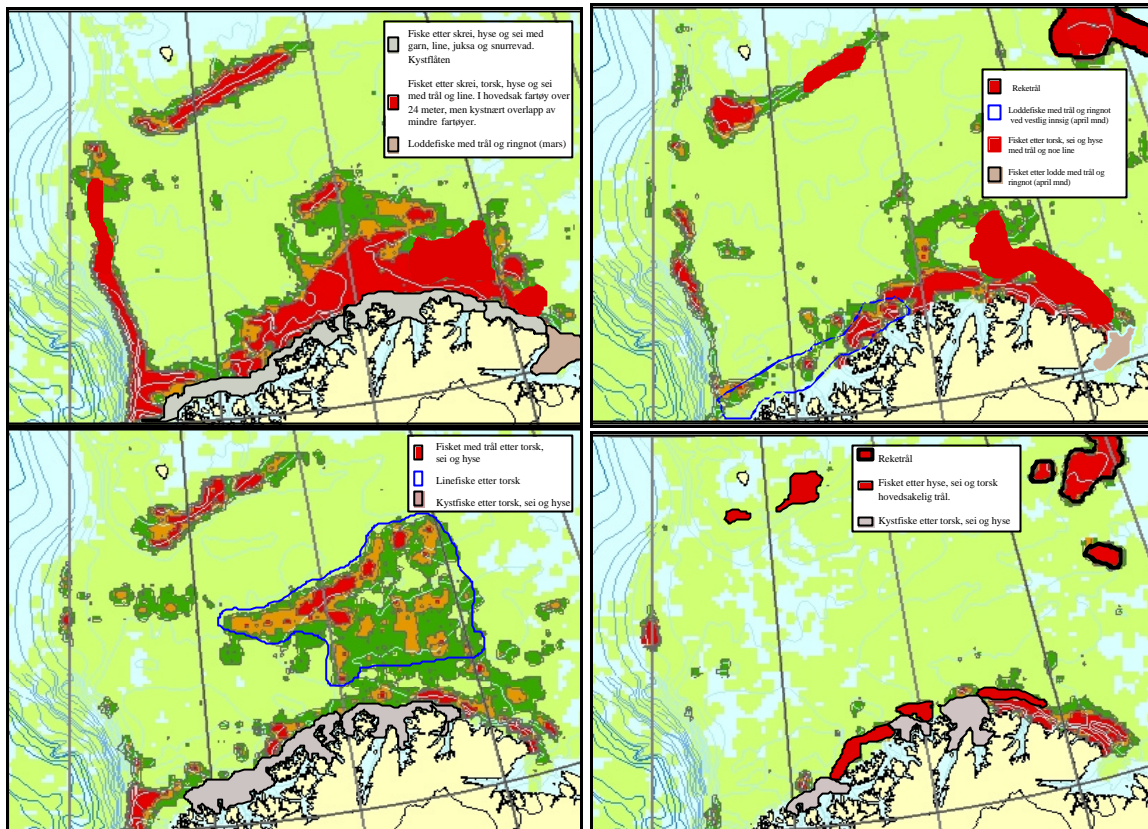 Fiske etter skrei, hyse og sei med
garn, line, juksa og snurrevad.
Kystflåten
Fisket etter skrei, torsk, hyse og sei
med trål og line. I hovedsak fartøy over
24 meter, men kystnært overlapp av
mindre fartøyer.
Loddefiske med trål og ringnot (mars)
Reketrål
Loddefiske med trål og ringnot
ved vestlig innsig (april mnd)
Fisket etter torsk, sei og hyse
med trål og noe line
Fisket etter lodde med trål og
ringnot (april mnd)
Fisket med trål etter torsk,
sei og hyse
Linefiske etter torsk
Kystfiske etter torsk, sei og hyse
Reketrål
Fisket etter hyse, sei og torsk
hovedsakelig trål.
Kystfiske etter torsk, sei og hyse